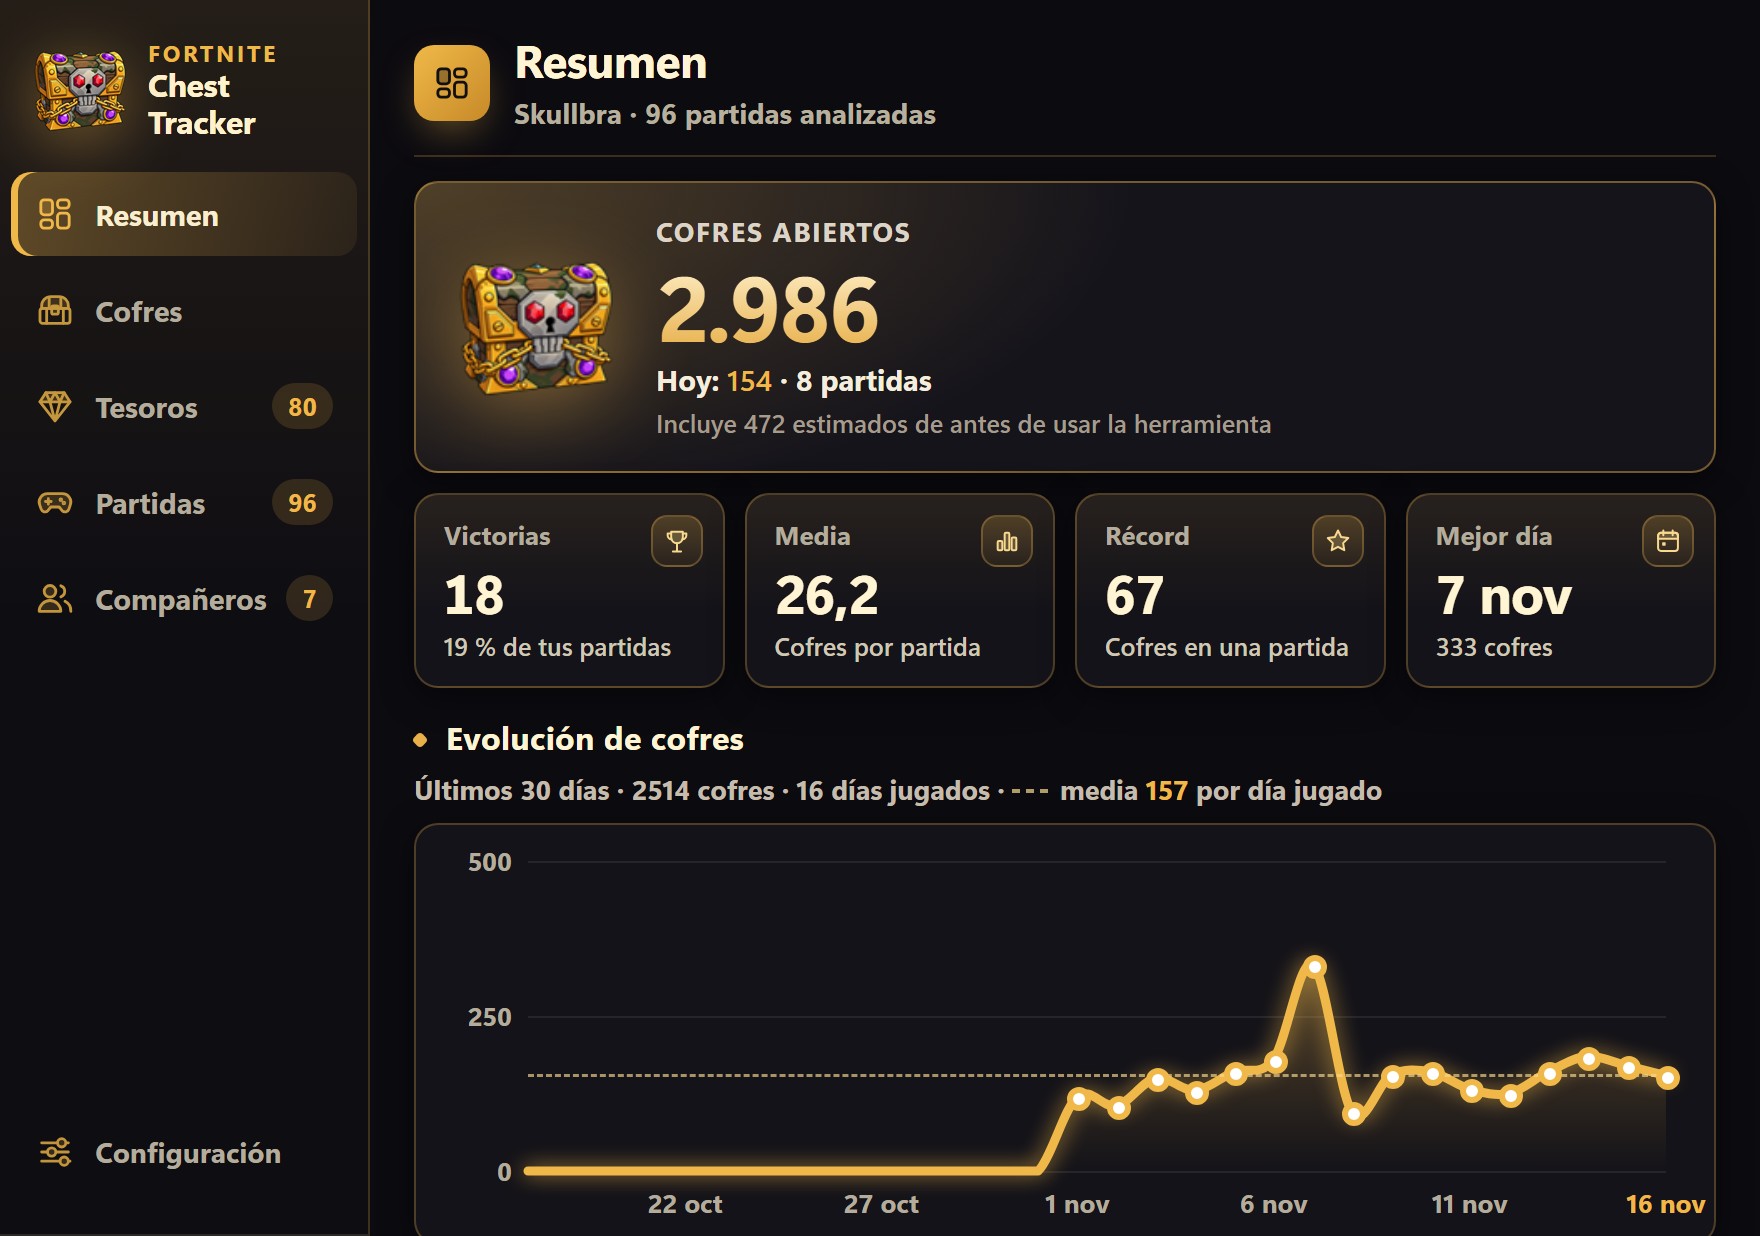 FORTNITE
Chest
Tracker
Resumen
Cofres
Tesoros 80
Partidas 96
Compañeros 7
Configuración
Resumen
Skullbra · 96 partidas analizadas
COFRES ABIERTOS
2.986
Hoy: 154 · 8 partidas
Incluye 472 estimados de antes de usar la herramienta
Victorias
18
19 % de tus partidas
Media
26,2
Cofres por partida
Récord
67
Cofres en una partida
Mejor día
7 nov
333 cofres
Evolución de cofres
Últimos 30 días · 2514 cofres · 16 días jugados · --- media 157 por día jugado
500
250
0
22 oct 27 oct 1 nov 6 nov 11 nov 16 nov